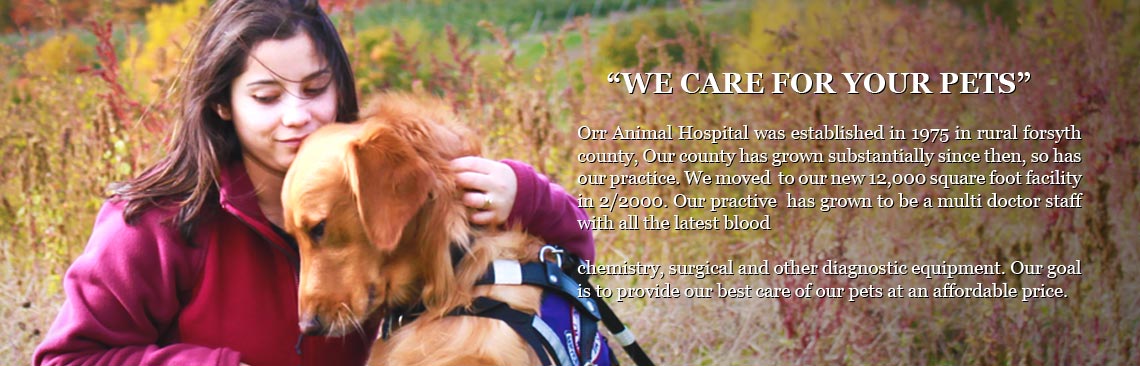 “WE CARE FOR YOUR PETS”
Orr Animal Hospital was established in 1975 in rural forsyth
county, Our county has grown substantially since then, so has
our practice. We moved to our new 12,000 square foot facility
in 2/2000. Our practive has grown to be a multi doctor staff
with all the latest blood
chemistry, surgical and other diagnostic equipment. Our goal
is to provide our best care of our pets at an affordable price.